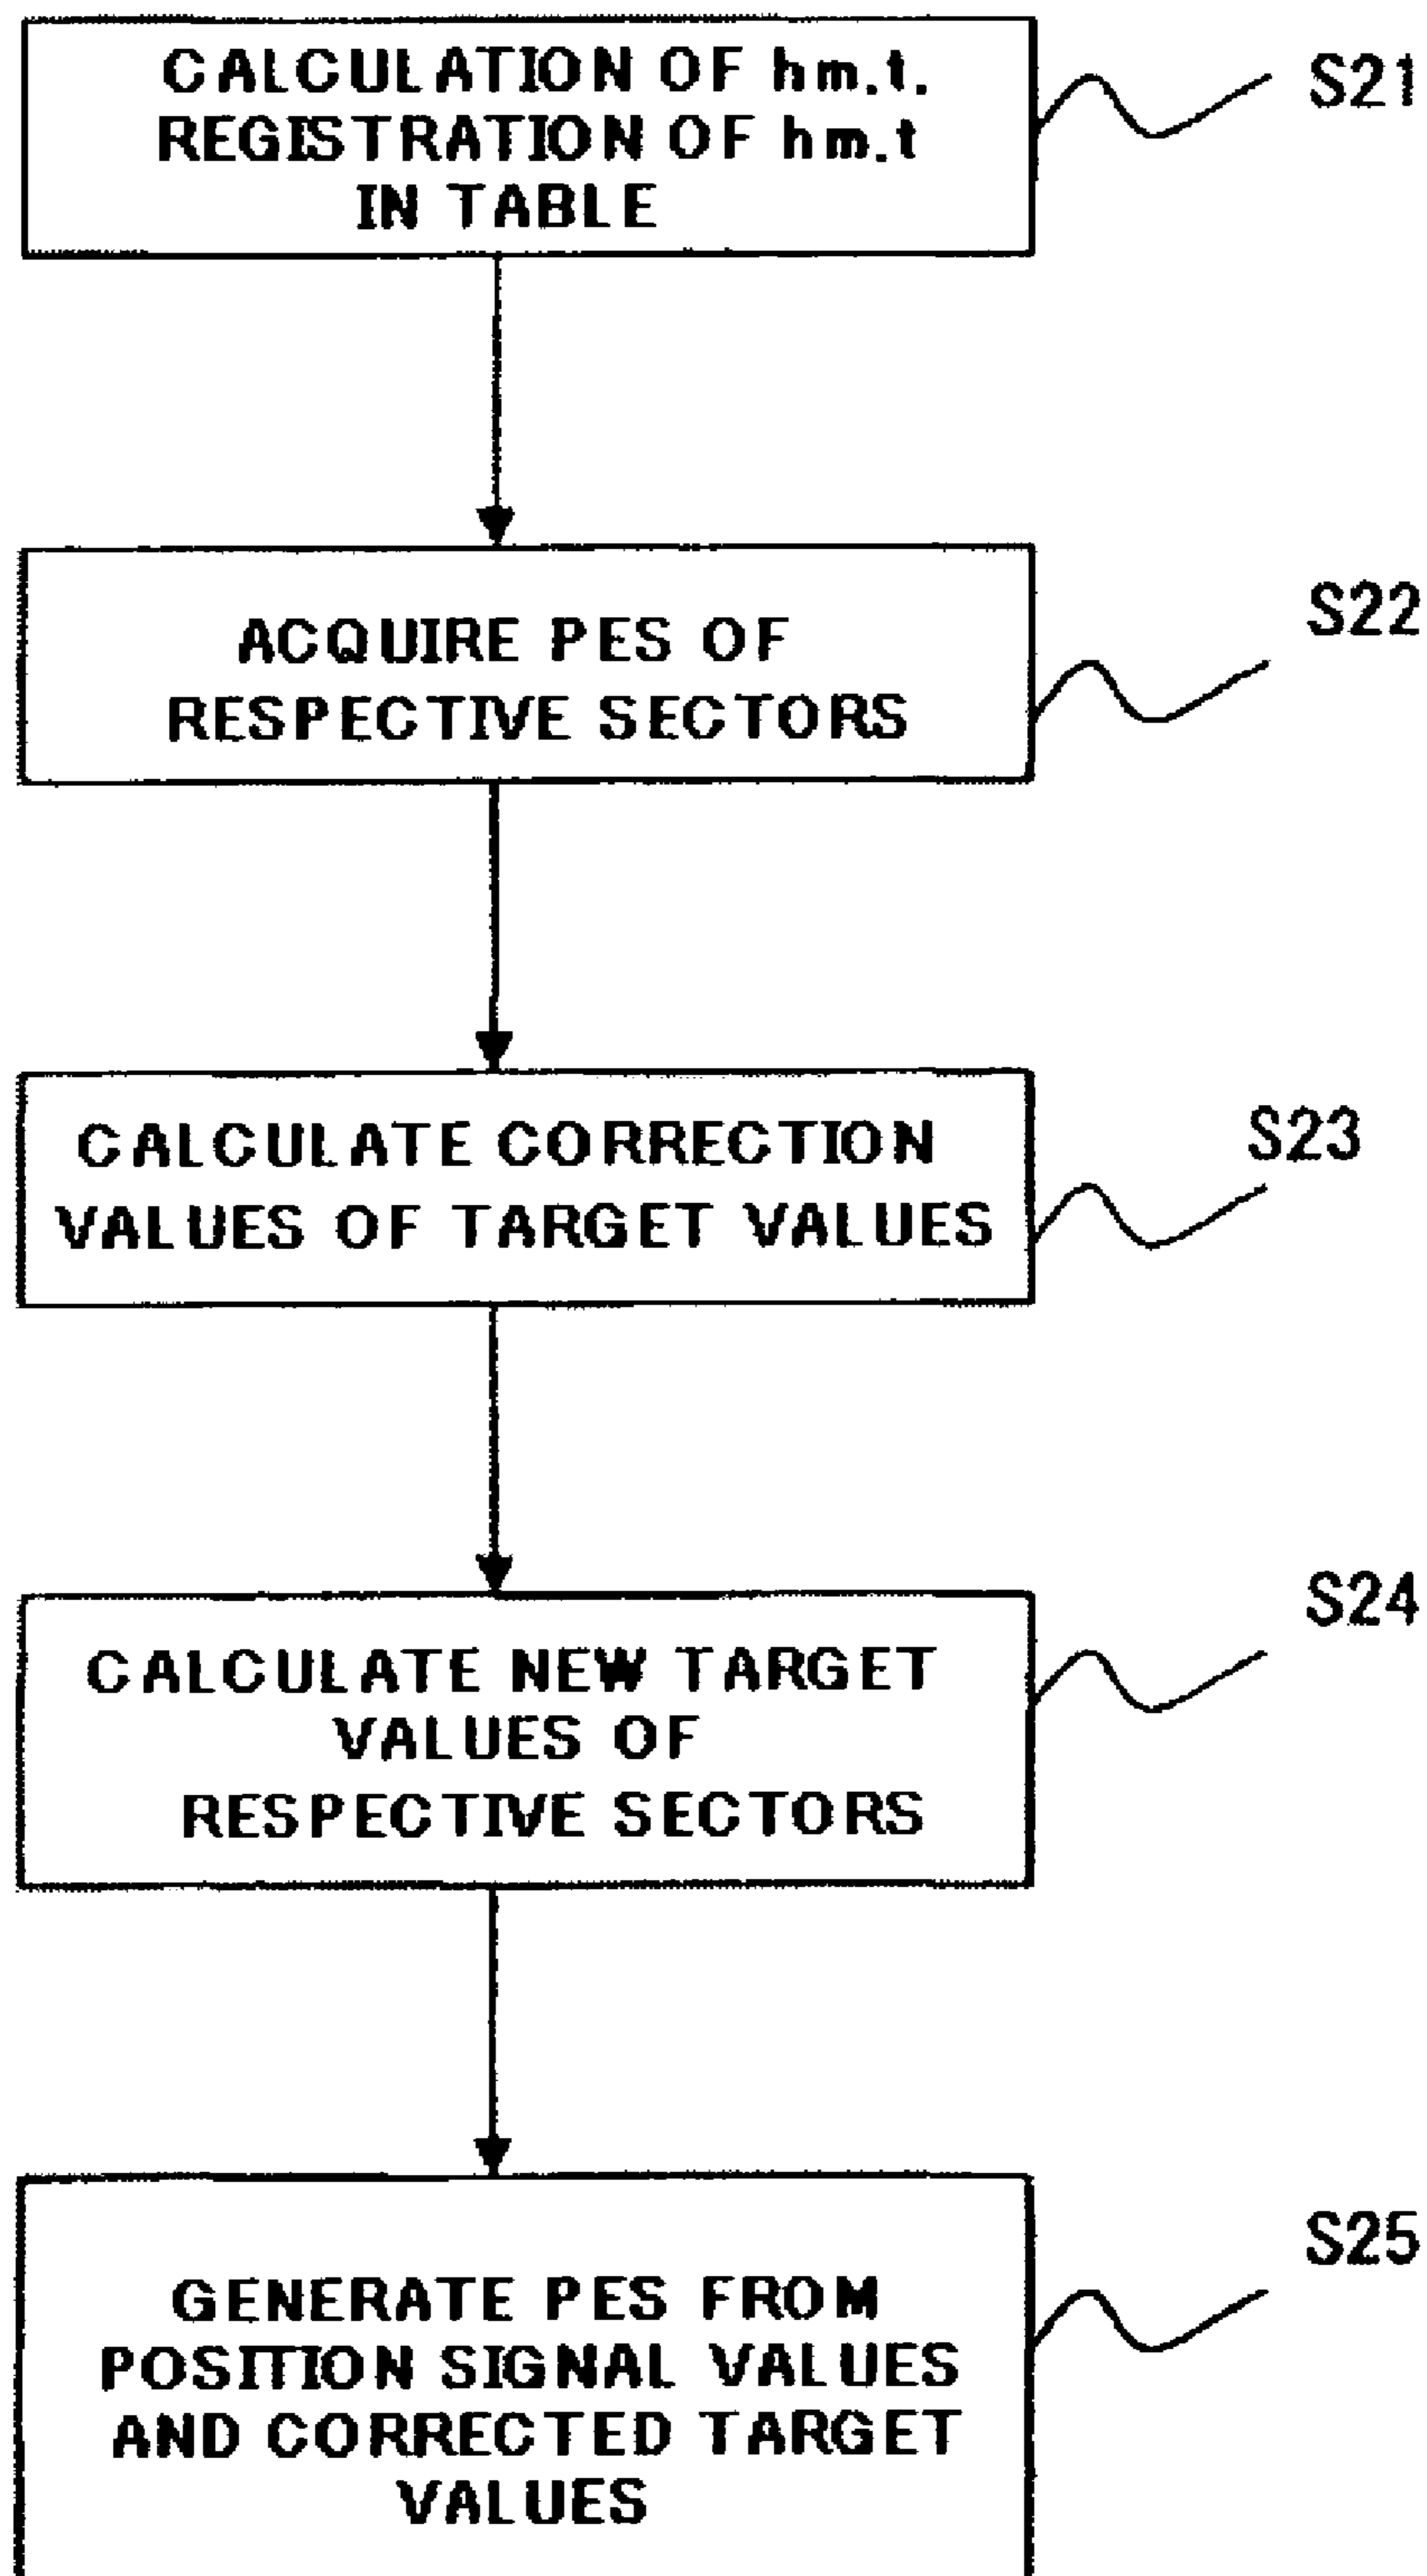 CALCULATION OF hm.t.
REGISTRATION OF hm.t
IN TABLE
S21
ACQUIRE PES OF
RESPECTIVE SECTORS
S22
CALCULATE CORRECTION
VALUES OF TARGET VALUES
S23
CALCULATE NEW TARGET
VALUES OF
RESPECTIVE SECTORS
S24
GENERATE PES FROM
POSITION SIGNAL VALUES
AND CORRECTED TARGET
VALUES
S25